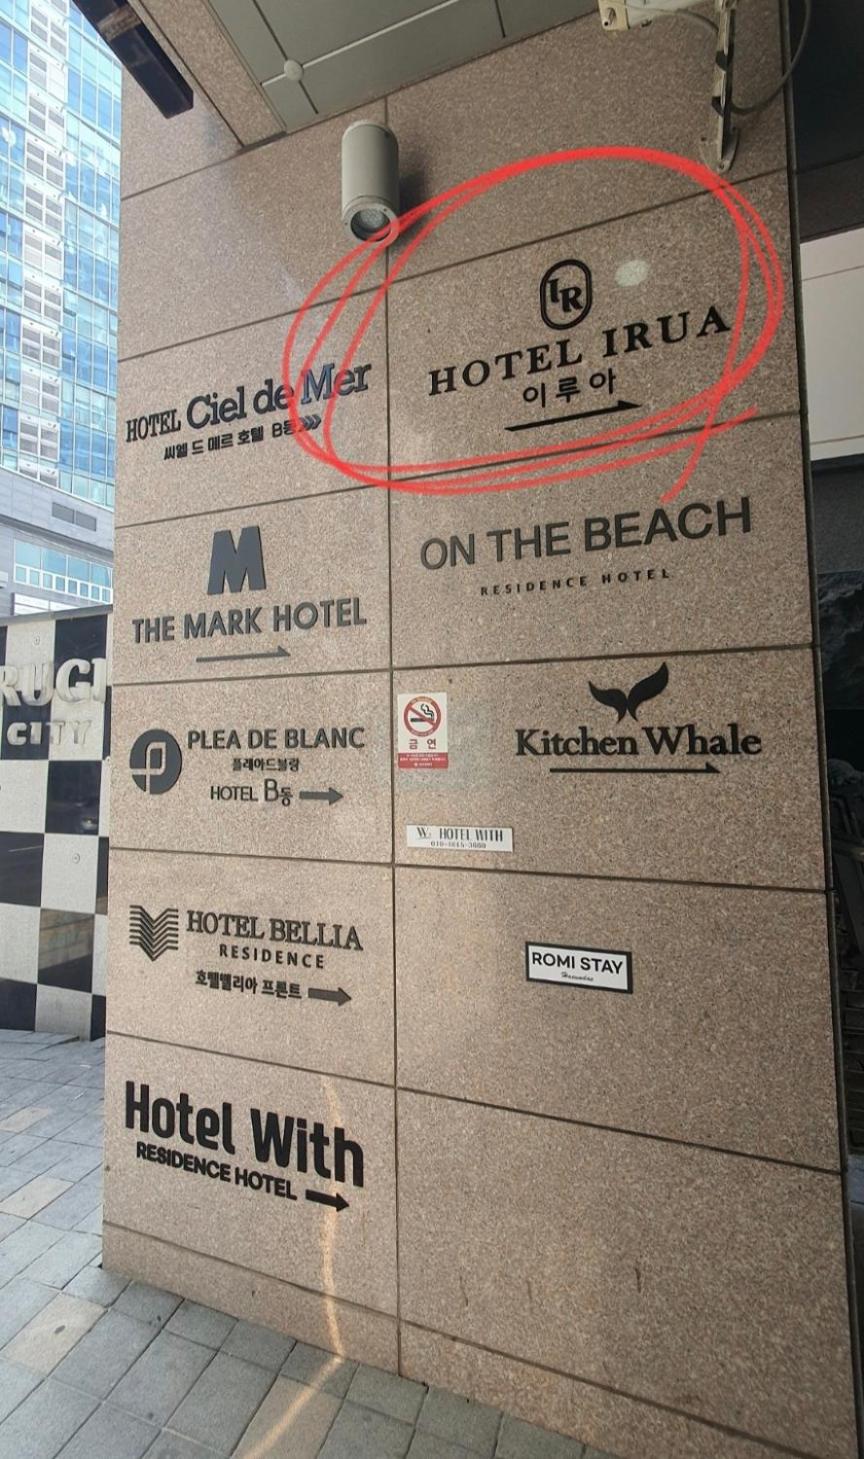 HOTEL Ciel de Mer
씨엘 드 메르 호텔 B동
IR
HOTEL IRUA
이루아
M
THE MARK HOTEL
ON THE BEACH
RESIDENCE HOTEL
PLEA DE BLANC
플레아드블랑
HOTEL B동
금연
Kitchen Whale
W. HOTEL WITH
HOTEL BELLIA
RESIDENCE
호텔벨리아 프론트
ROMI STAY
Haeundae
Hotel With
RESIDENCE HOTEL
CITY